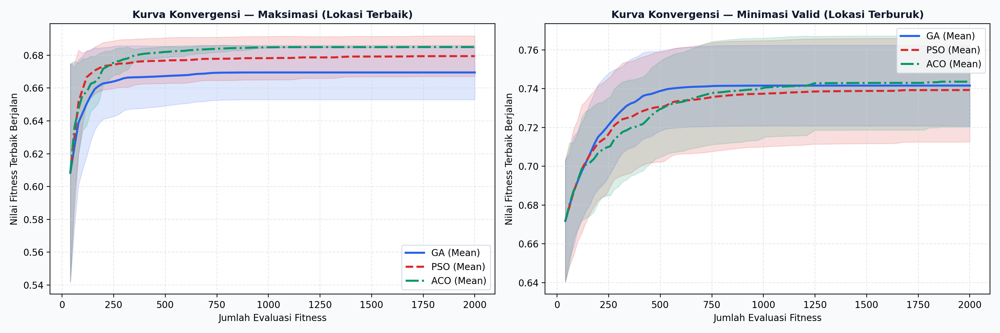 Kurva Konvergensi — Maksimasi (Lokasi Terbaik)
Nilai Fitness Terbaik Berjalan
0.68
0.66
0.64
0.62
0.60
0.58
0.56
0.54
GA (Mean)
PSO (Mean)
ACO (Mean)
0 250 500 750 1000 1250 1500 1750 2000
Jumlah Evaluasi Fitness
Kurva Konvergensi — Minimasi Valid (Lokasi Terburuk)
Nilai Fitness Terbaik Berjalan
0.76
0.74
0.72
0.70
0.68
0.66
0.64
GA (Mean)
PSO (Mean)
ACO (Mean)
0 250 500 750 1000 1250 1500 1750 2000
Jumlah Evaluasi Fitness